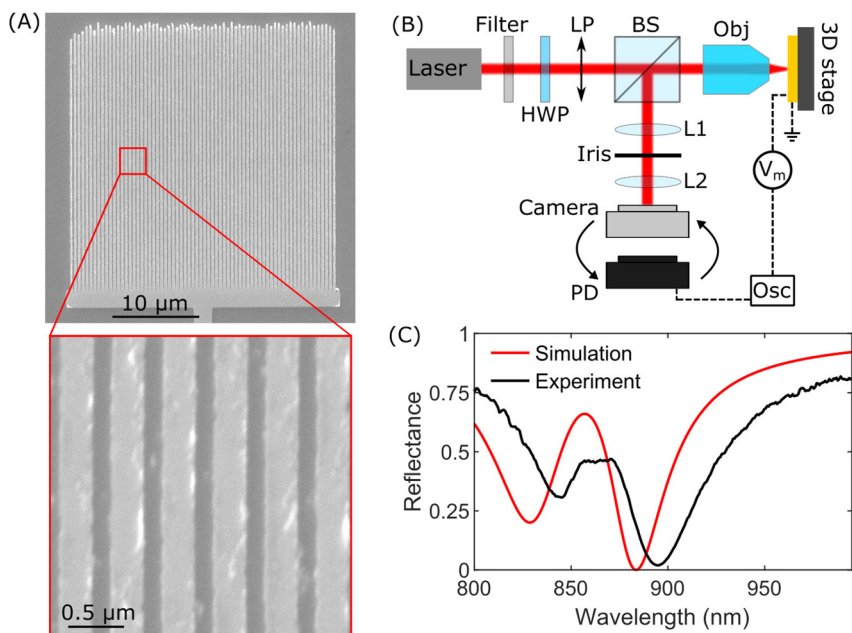 (A)
10 μm
0.5 μm
(B)
Filter
LP
BS
Obj
3D stage
Laser
HWP
L1
Iris
L2
V_m
Camera
PD
Osc
(C)
1
0.75
0.5
0.25
0
Reflectance
Simulation
Experiment
800
850
900
950
Wavelength (nm)